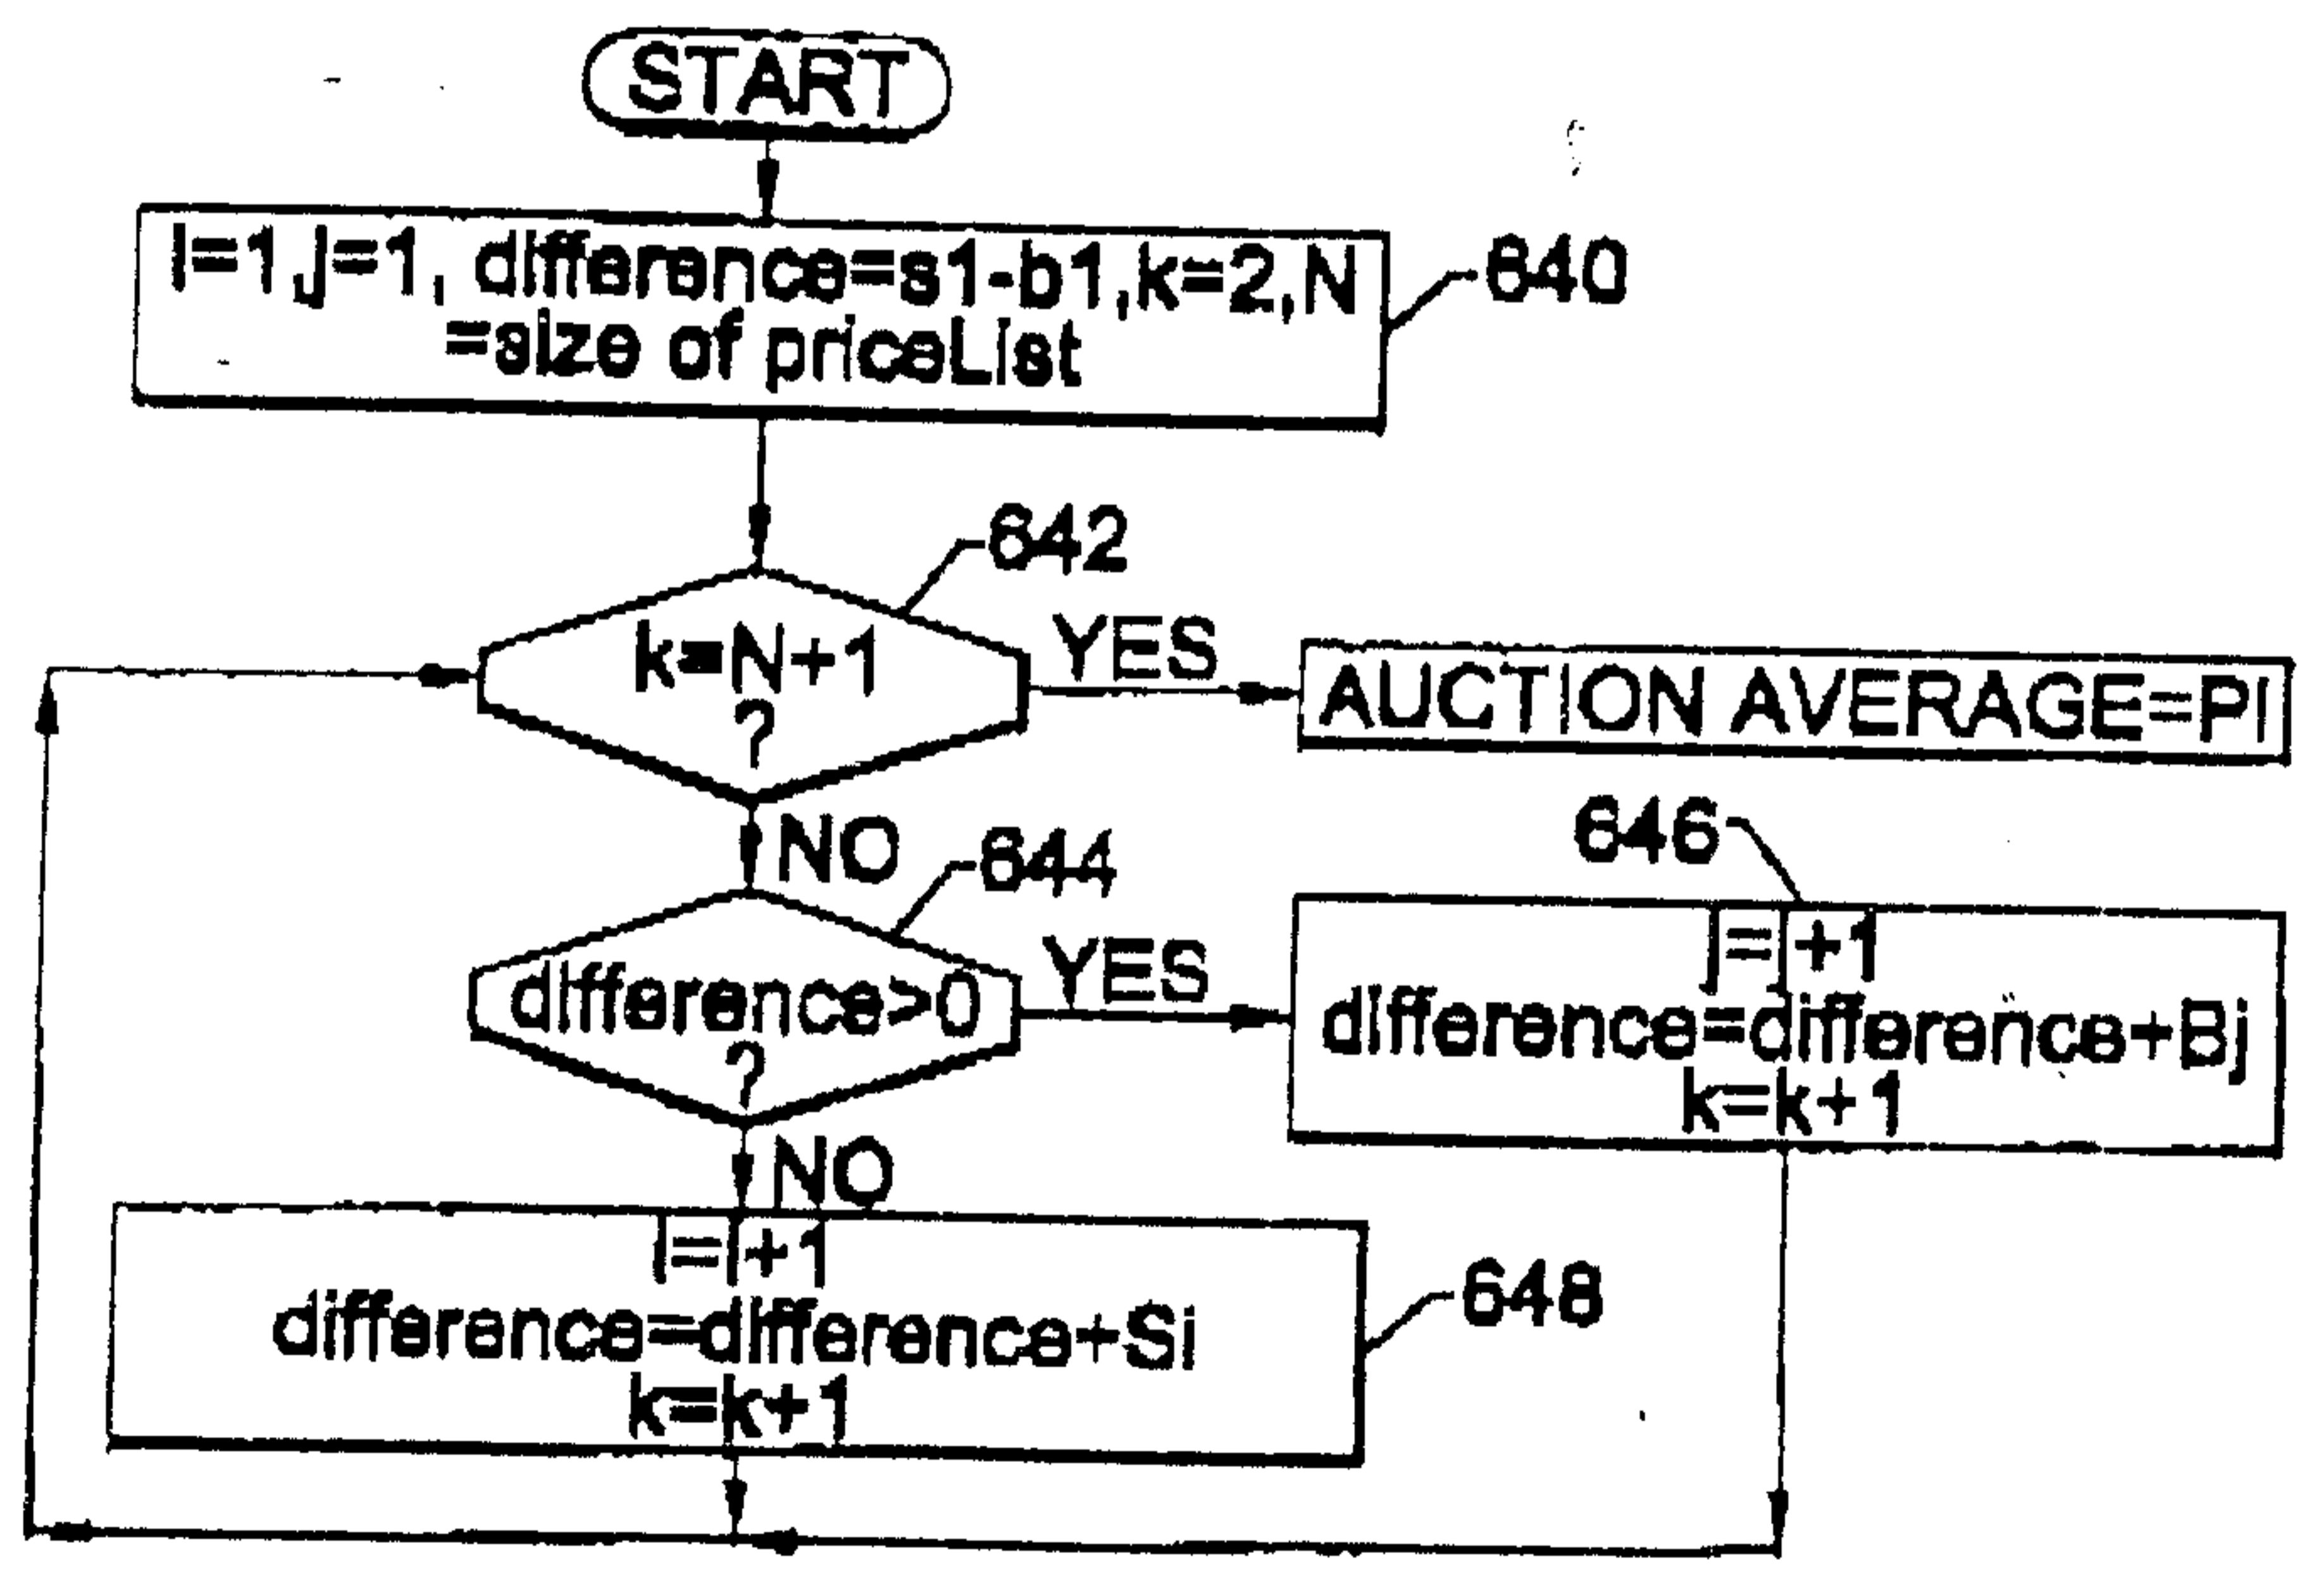 START
i=1,j=1, difference=s1-b1,k=2,N
=size of priceList
640
642
k=N+1
?
YES
AUCTION AVERAGE=Pi
NO
644
646
difference>0
?
YES
j=j+1
difference=difference+Bj
k=k+1
NO
i=i+1
difference=difference+Si
k=k+1
648